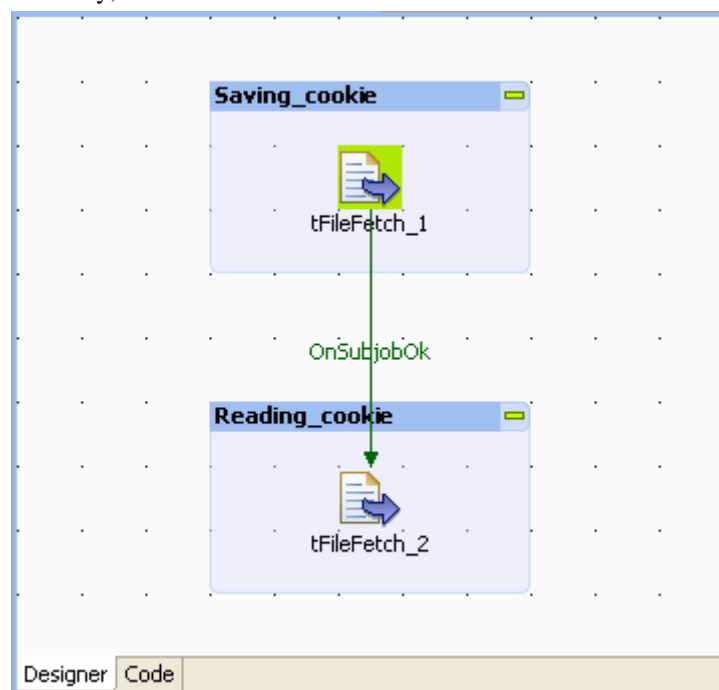 Saving_cookie
tFileFetch_1
OnSubjobOk
Reading_cookie
tFileFetch_2
Designer Code